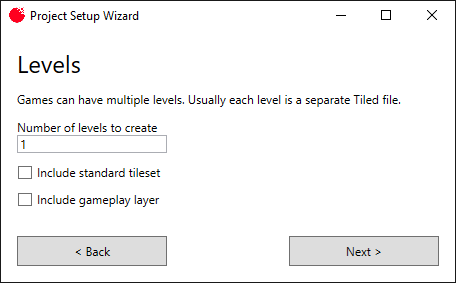 Project Setup Wizard
Levels
Games can have multiple levels. Usually each level is a separate Tiled file.
Number of levels to create
1
Include standard tileset
Include gameplay layer
< Back
Next >